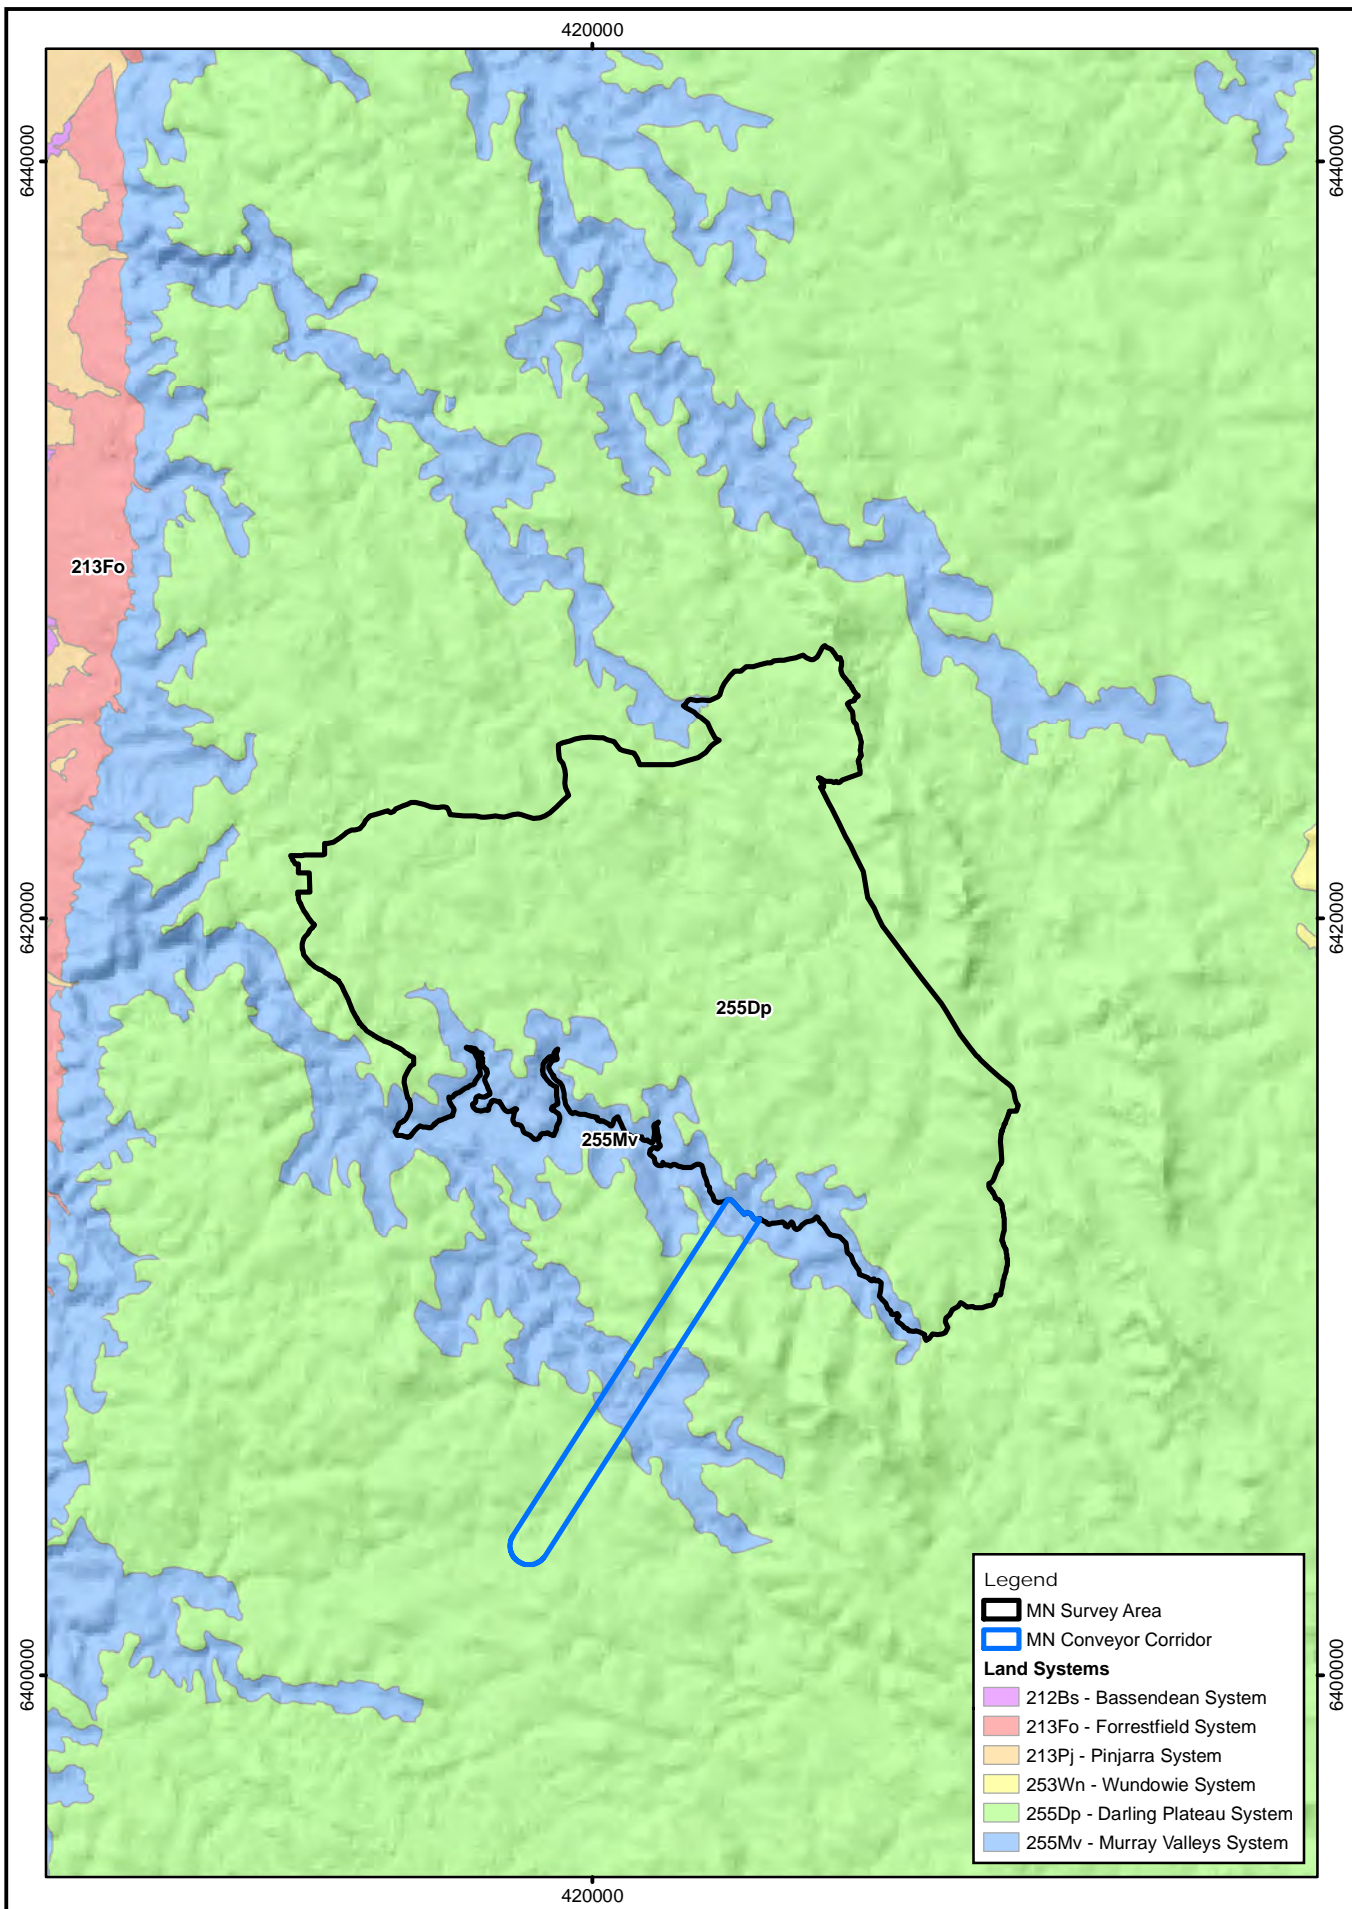 420000
6440000
6440000
213Fo
6420000
6420000
255Dp
255Mv
6400000
6400000
Legend
MN Survey Area
MN Conveyor Corridor
Land Systems
212Bs - Bassendean System
213Fo - Forrestfield System
213Pj - Pinjarra System
253Wn - Wundowie System
255Dp - Darling Plateau System
255Mv - Murray Valleys System
420000